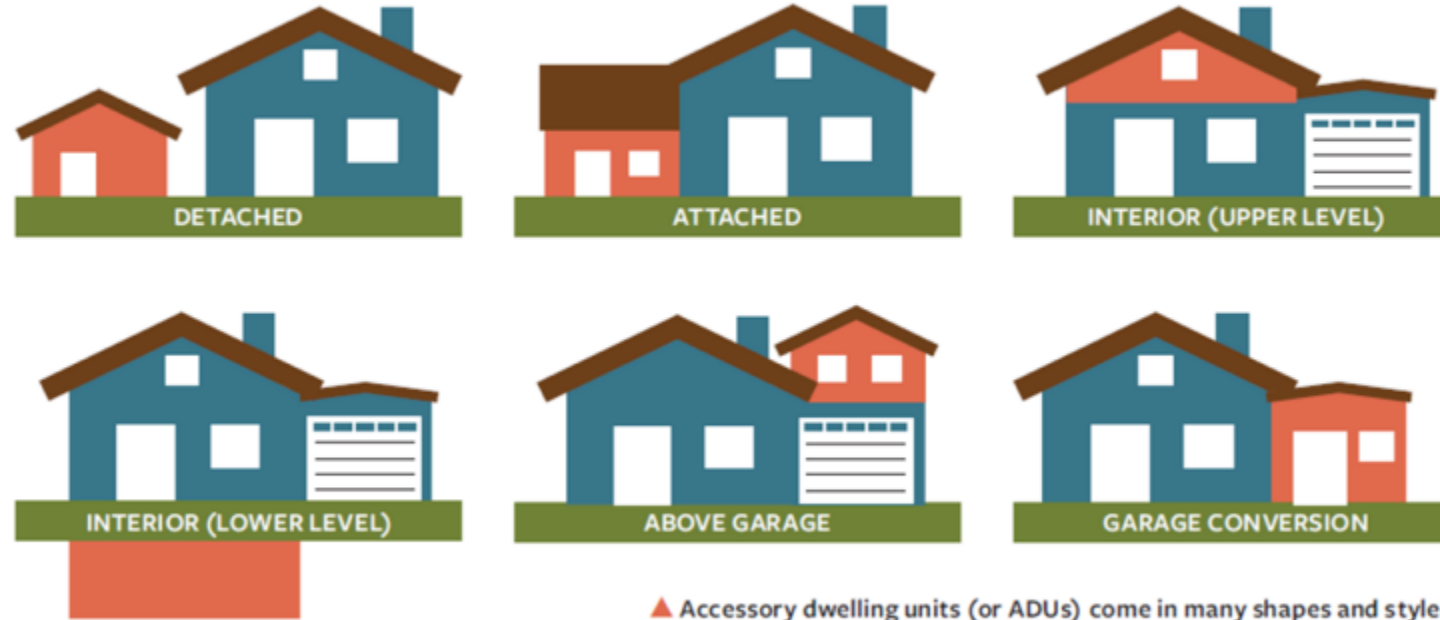 DETACHED
ATTACHED
INTERIOR (UPPER LEVEL)
INTERIOR (LOWER LEVEL)
ABOVE GARAGE
GARAGE CONVERSION
Accessory dwelling units (or ADUs) come in many shapes and style